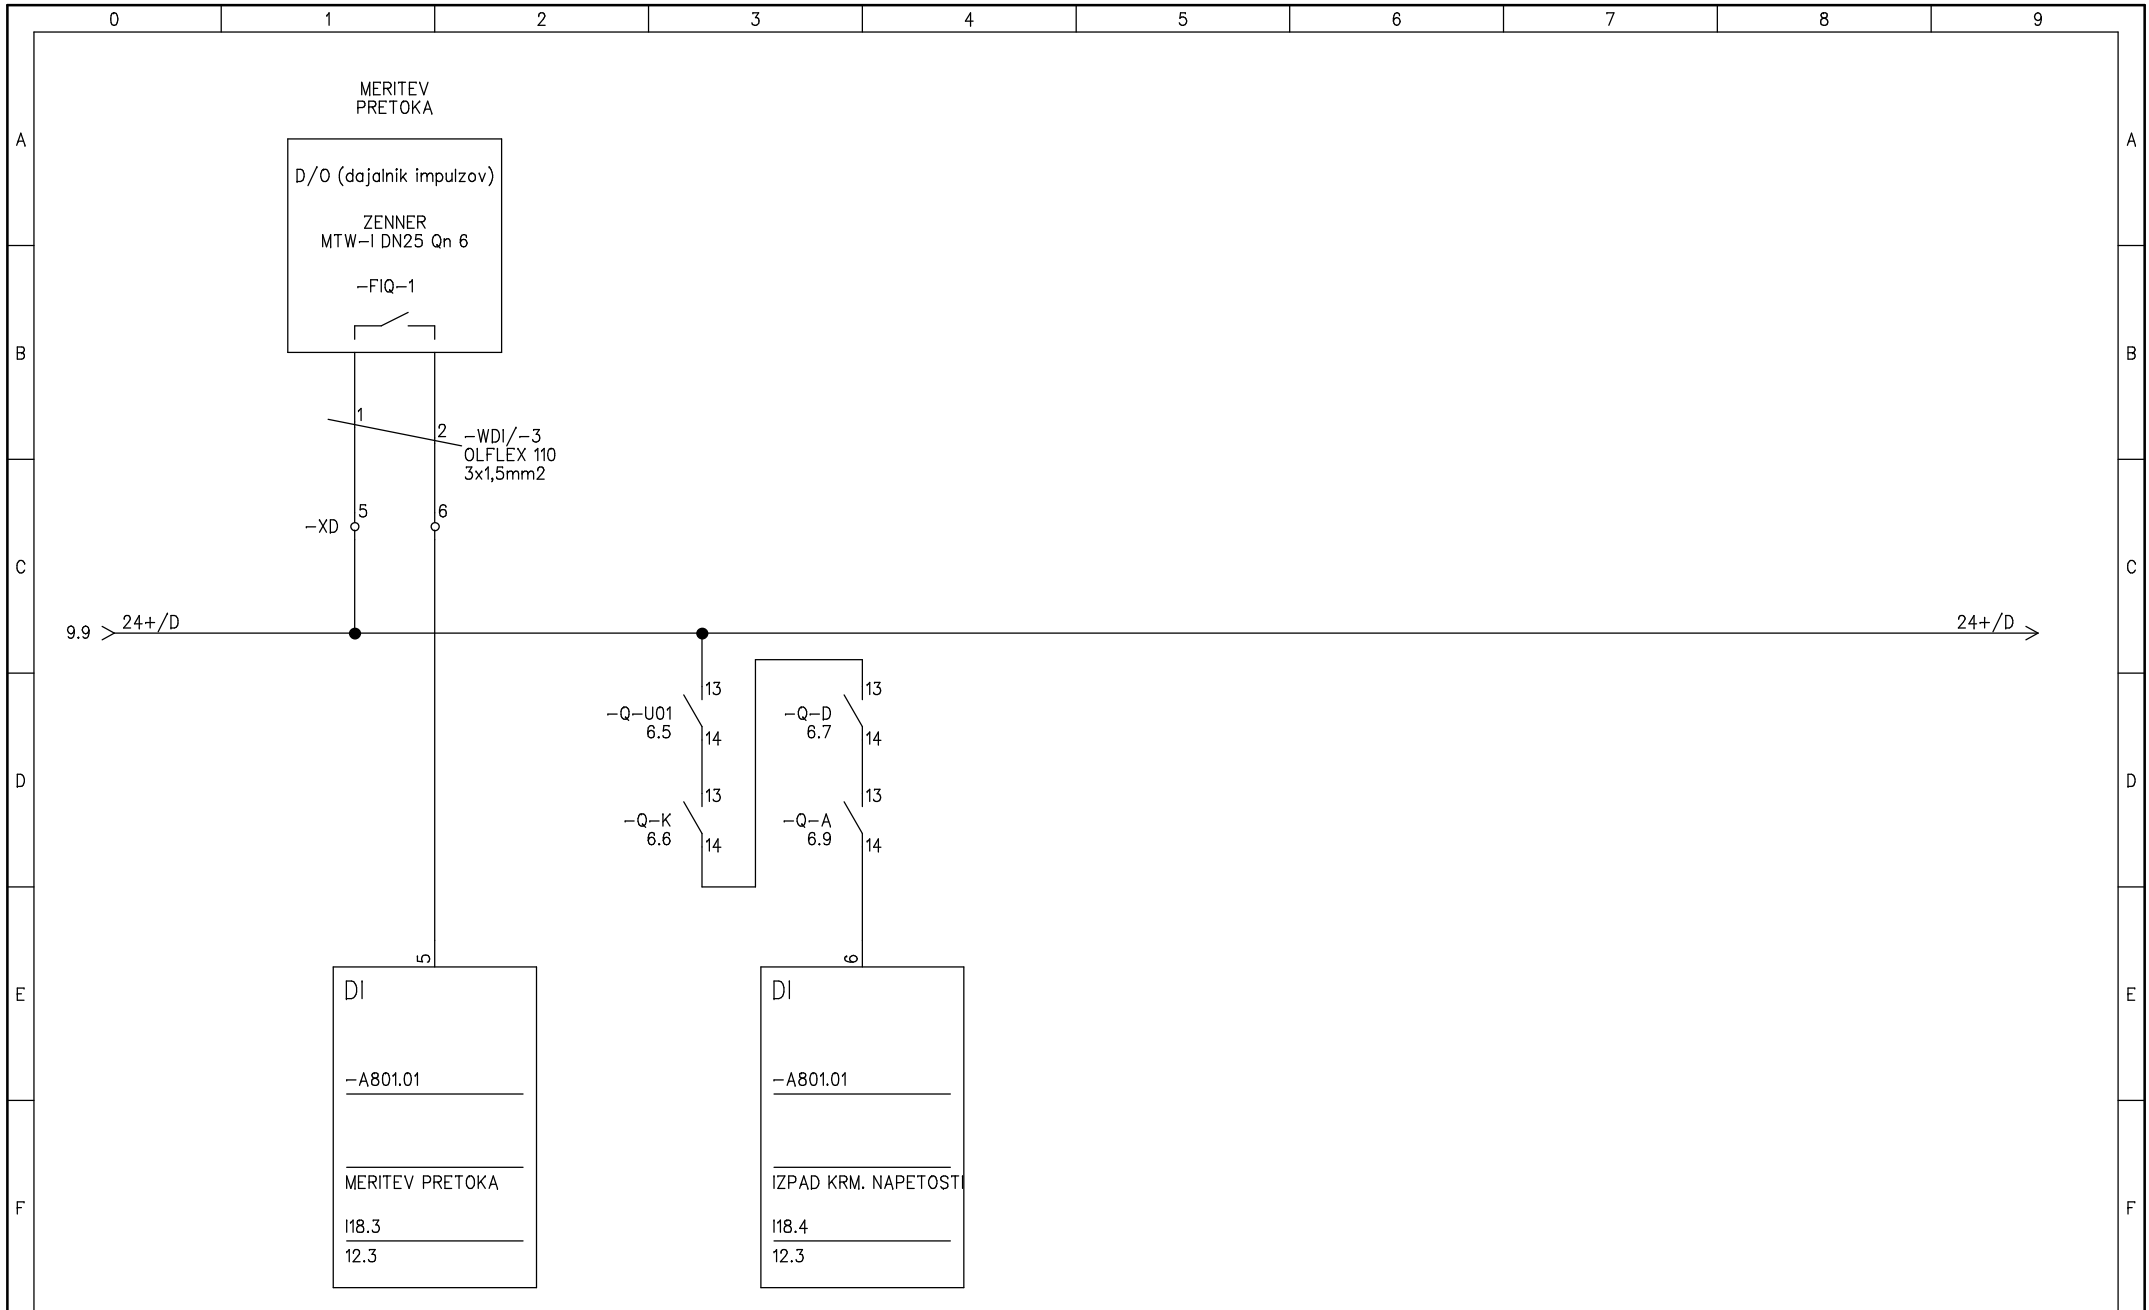 0 1 2 3 4 5 6 7 8 9
MERITEV
PRETOKA
A A
D/O (dajalnik impulzov)
ZENNER
MTW-I DN25 Qn 6
-FIQ-1
B B
1
2
-WDI/-3
OLFLEX 110
3x1,5mm2
-XD 5 6
C C
9.9 24+/D 24+/D
13 13
-Q-U01 -Q-D
6.5 6.7
14 14
D D
13 13
-Q-K -Q-A
6.6 6.9
14 14
5 6
DI DI
E E
-A801.01 -A801.01
MERITEV PRETOKA IZPAD KRM. NAPETOSTI
F F
I18.3 I18.4
12.3 12.3